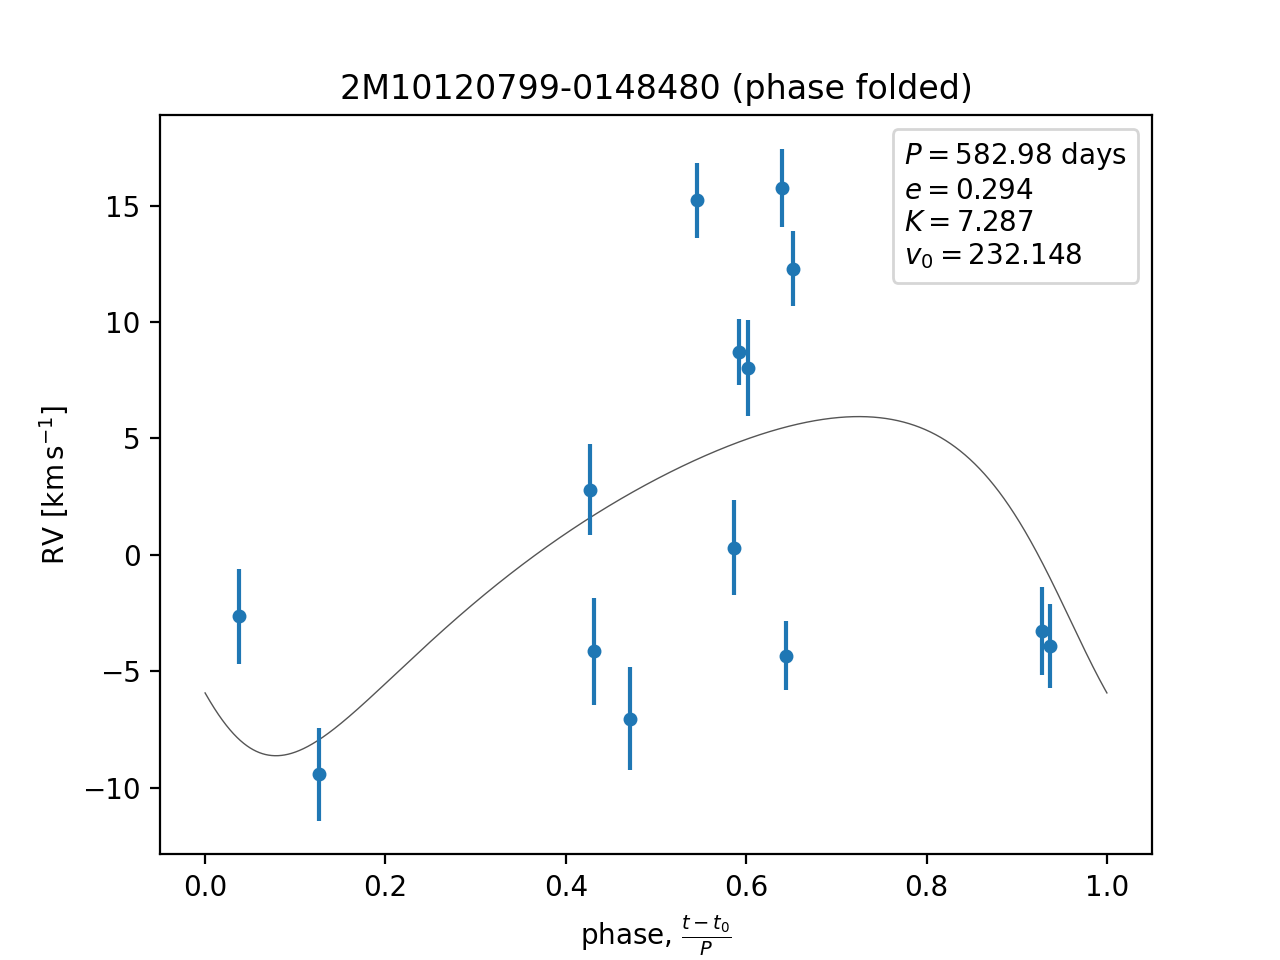 2M10120799-0148480 (phase folded)
P = 582.98 days
e = 0.294
K = 7.287
v₀ = 232.148
RV [km s⁻¹]
15
10
5
0
−5
−10
0.0 0.2 0.4 0.6 0.8 1.0
phase, (t − t₀)/P